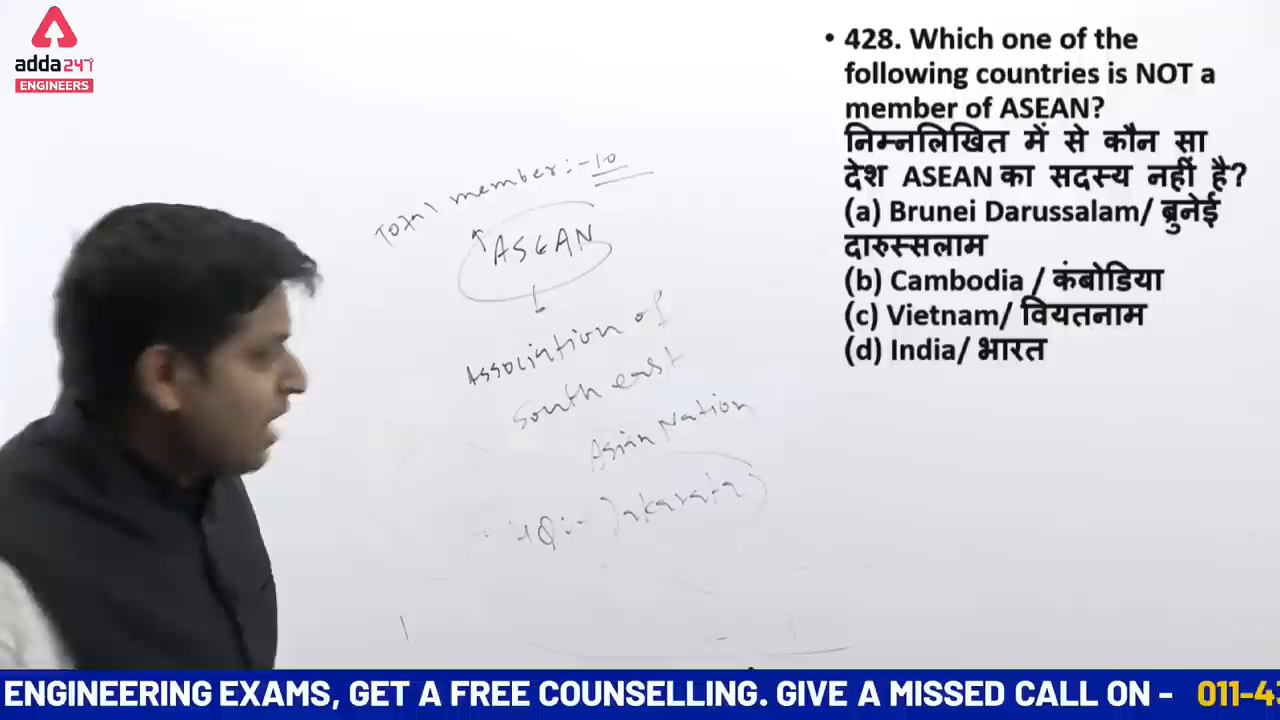 adda247
ENGINEERS
• 428. Which one of the
following countries is NOT a
member of ASEAN?
निम्नलिखित में से कौन सा
देश ASEAN का सदस्य नहीं है?
(a) Brunei Darussalam/ ब्रुनेई
दारुस्सलाम
(b) Cambodia / कंबोडिया
(c) Vietnam/ वियतनाम
(d) India/ भारत
Total member:-10
ASEAN
Association of
South east
Asian Nation
HQ:- Jakarata
ENGINEERING EXAMS, GET A FREE COUNSELLING. GIVE A MISSED CALL ON - 011-43